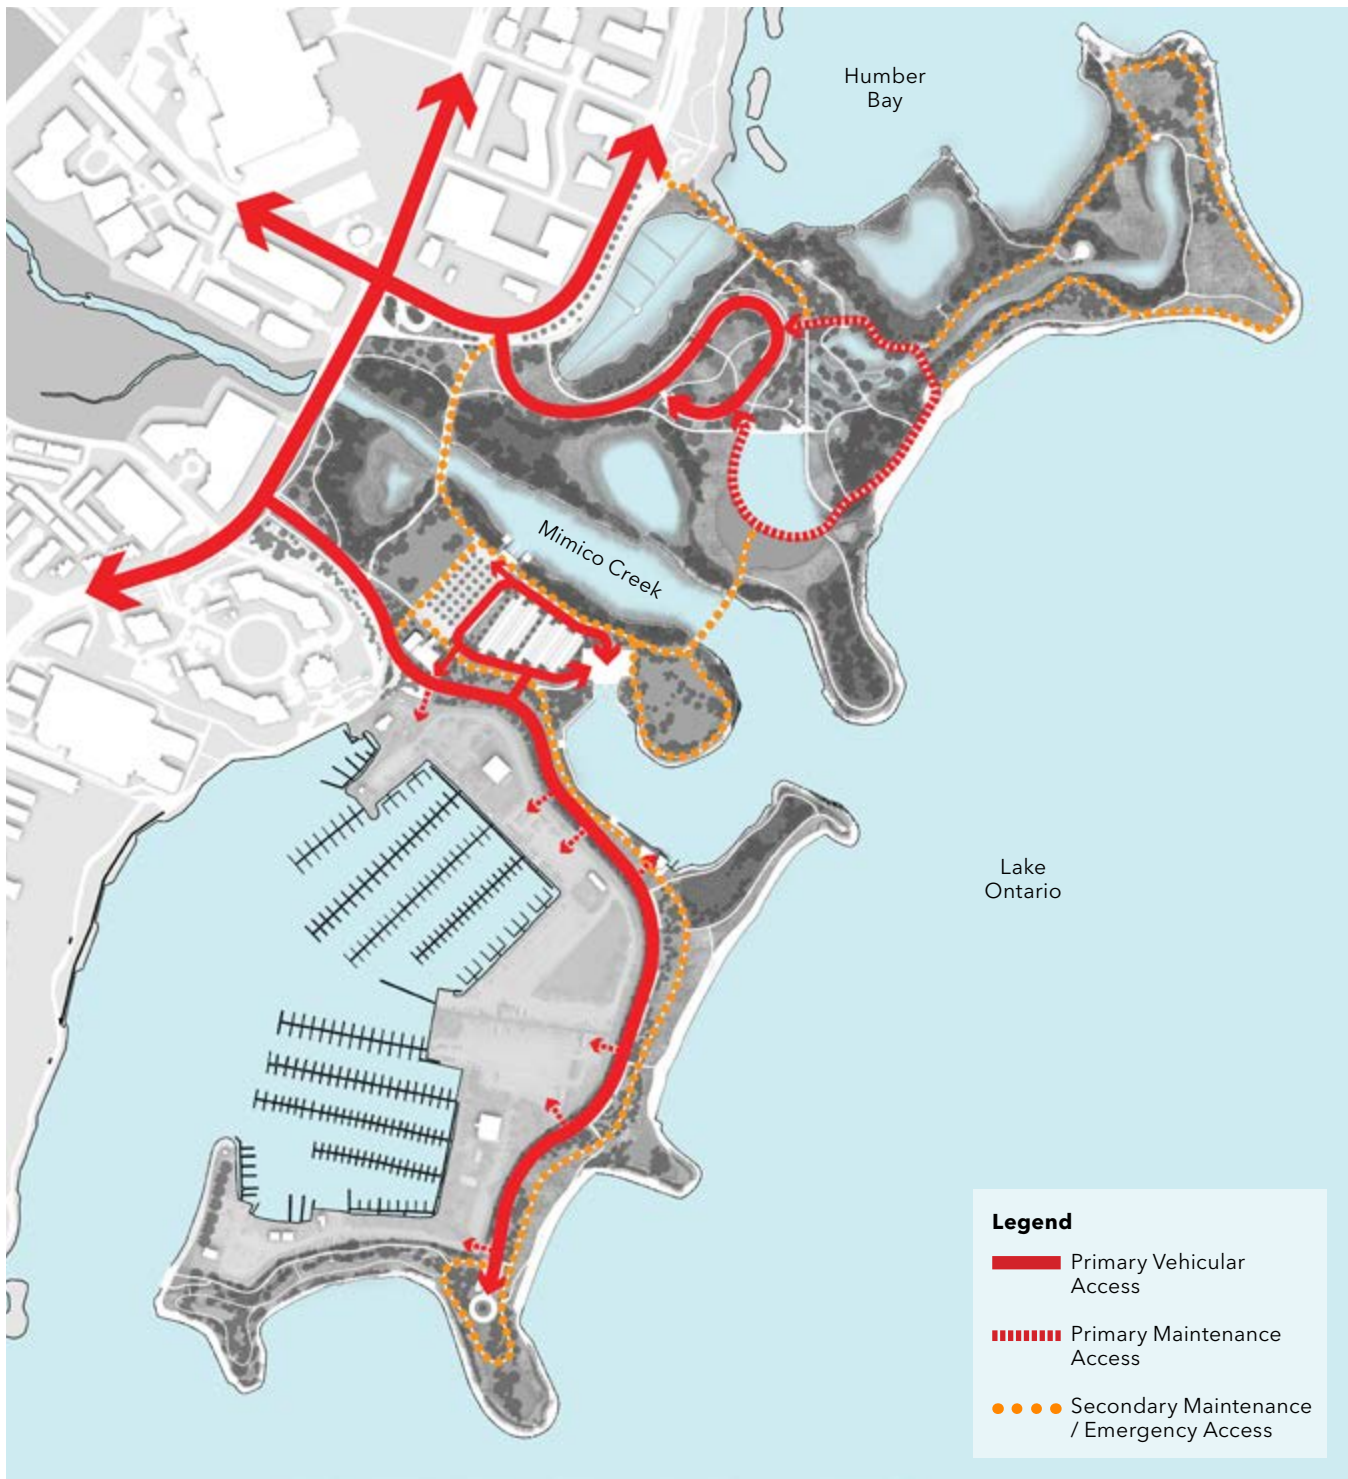 Humber
Bay
Mimico Creek
Lake
Ontario
Legend
Primary Vehicular
Access
Primary Maintenance
Access
Secondary Maintenance
/ Emergency Access